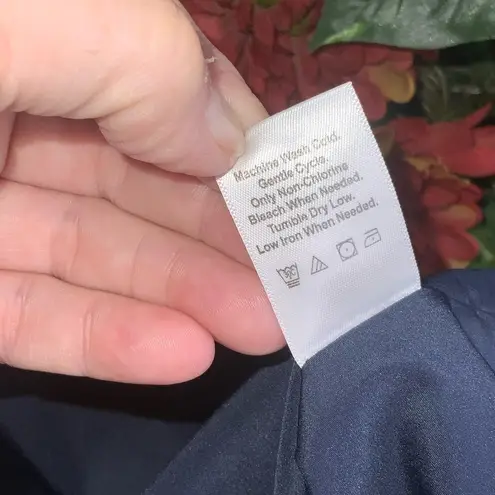 Machine Wash Cold.
Gentle Cycle.
Only Non-Chlorine
Bleach When Needed.
Tumble Dry Low.
Low Iron When Needed.